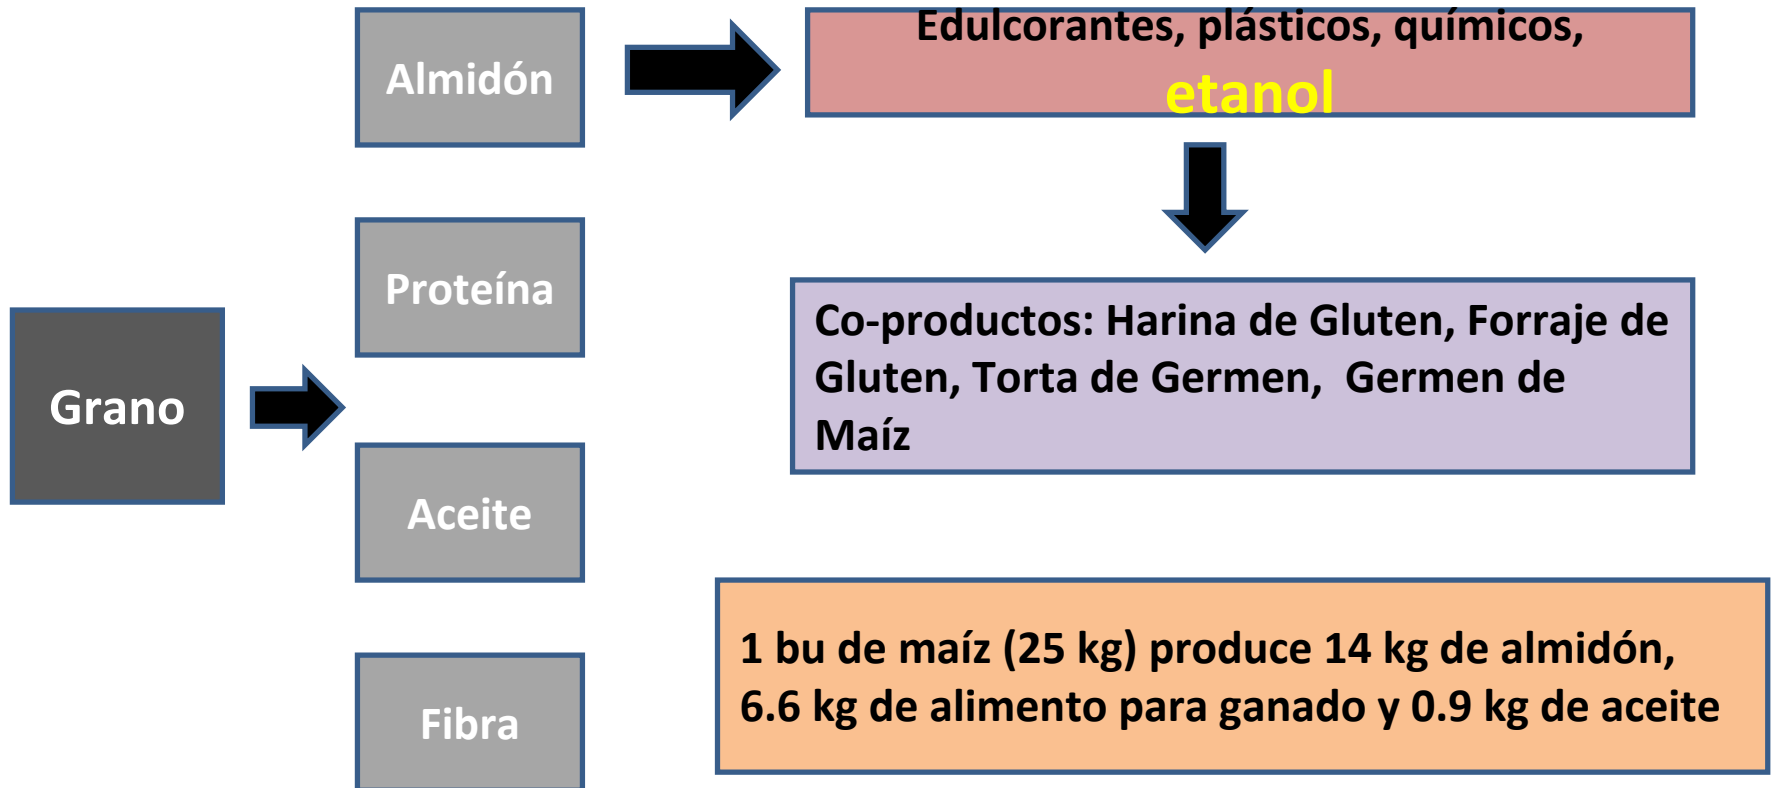 Grano
Almidón
Proteína
Aceite
Fibra
Edulcorantes, plásticos, químicos,
etanol
Co-productos: Harina de Gluten, Forraje de
Gluten, Torta de Germen, Germen de
Maíz
1 bu de maíz (25 kg) produce 14 kg de almidón,
6.6 kg de alimento para ganado y 0.9 kg de aceite